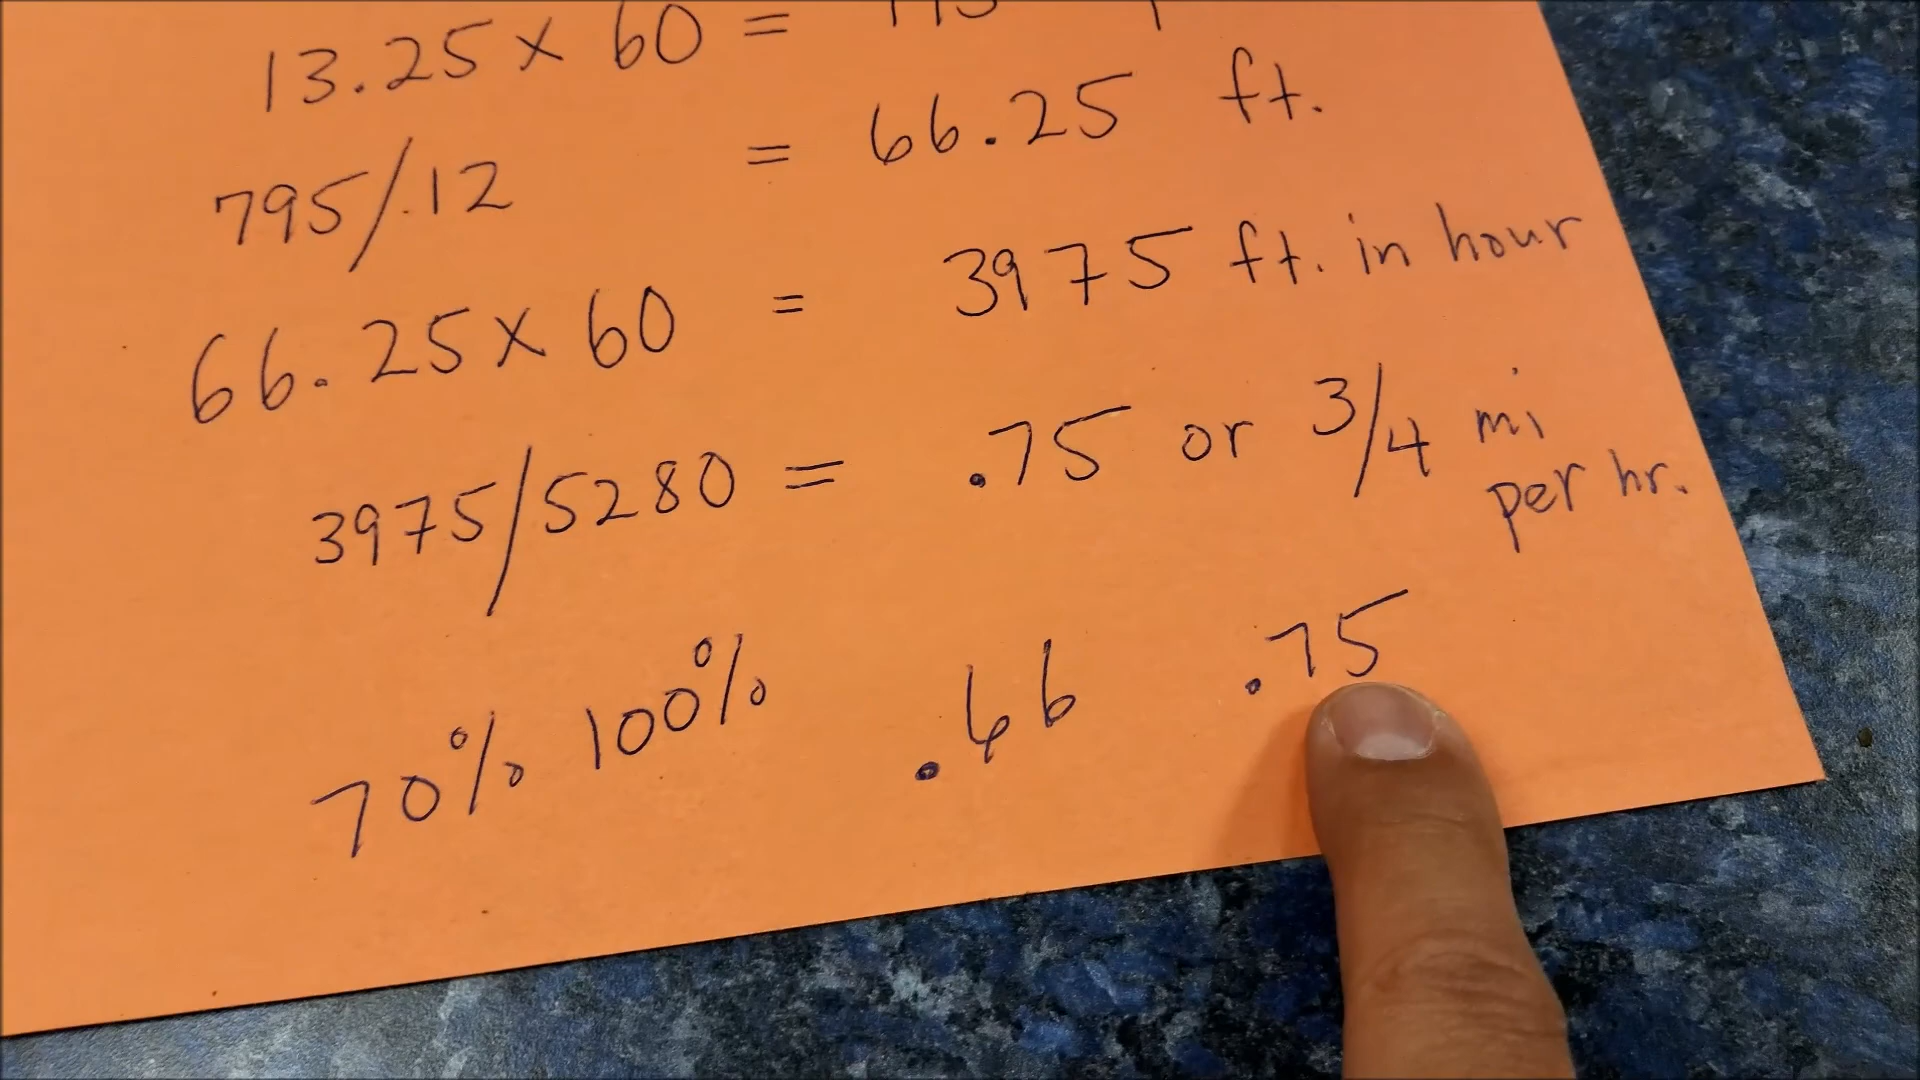 13.25 x 60 =
795/.12 = 66.25 ft.
66.25 x 60 = 3975 ft. in hour
3975/5280 = .75 or 3/4 mi
per hr.
70% 100% .66 .75